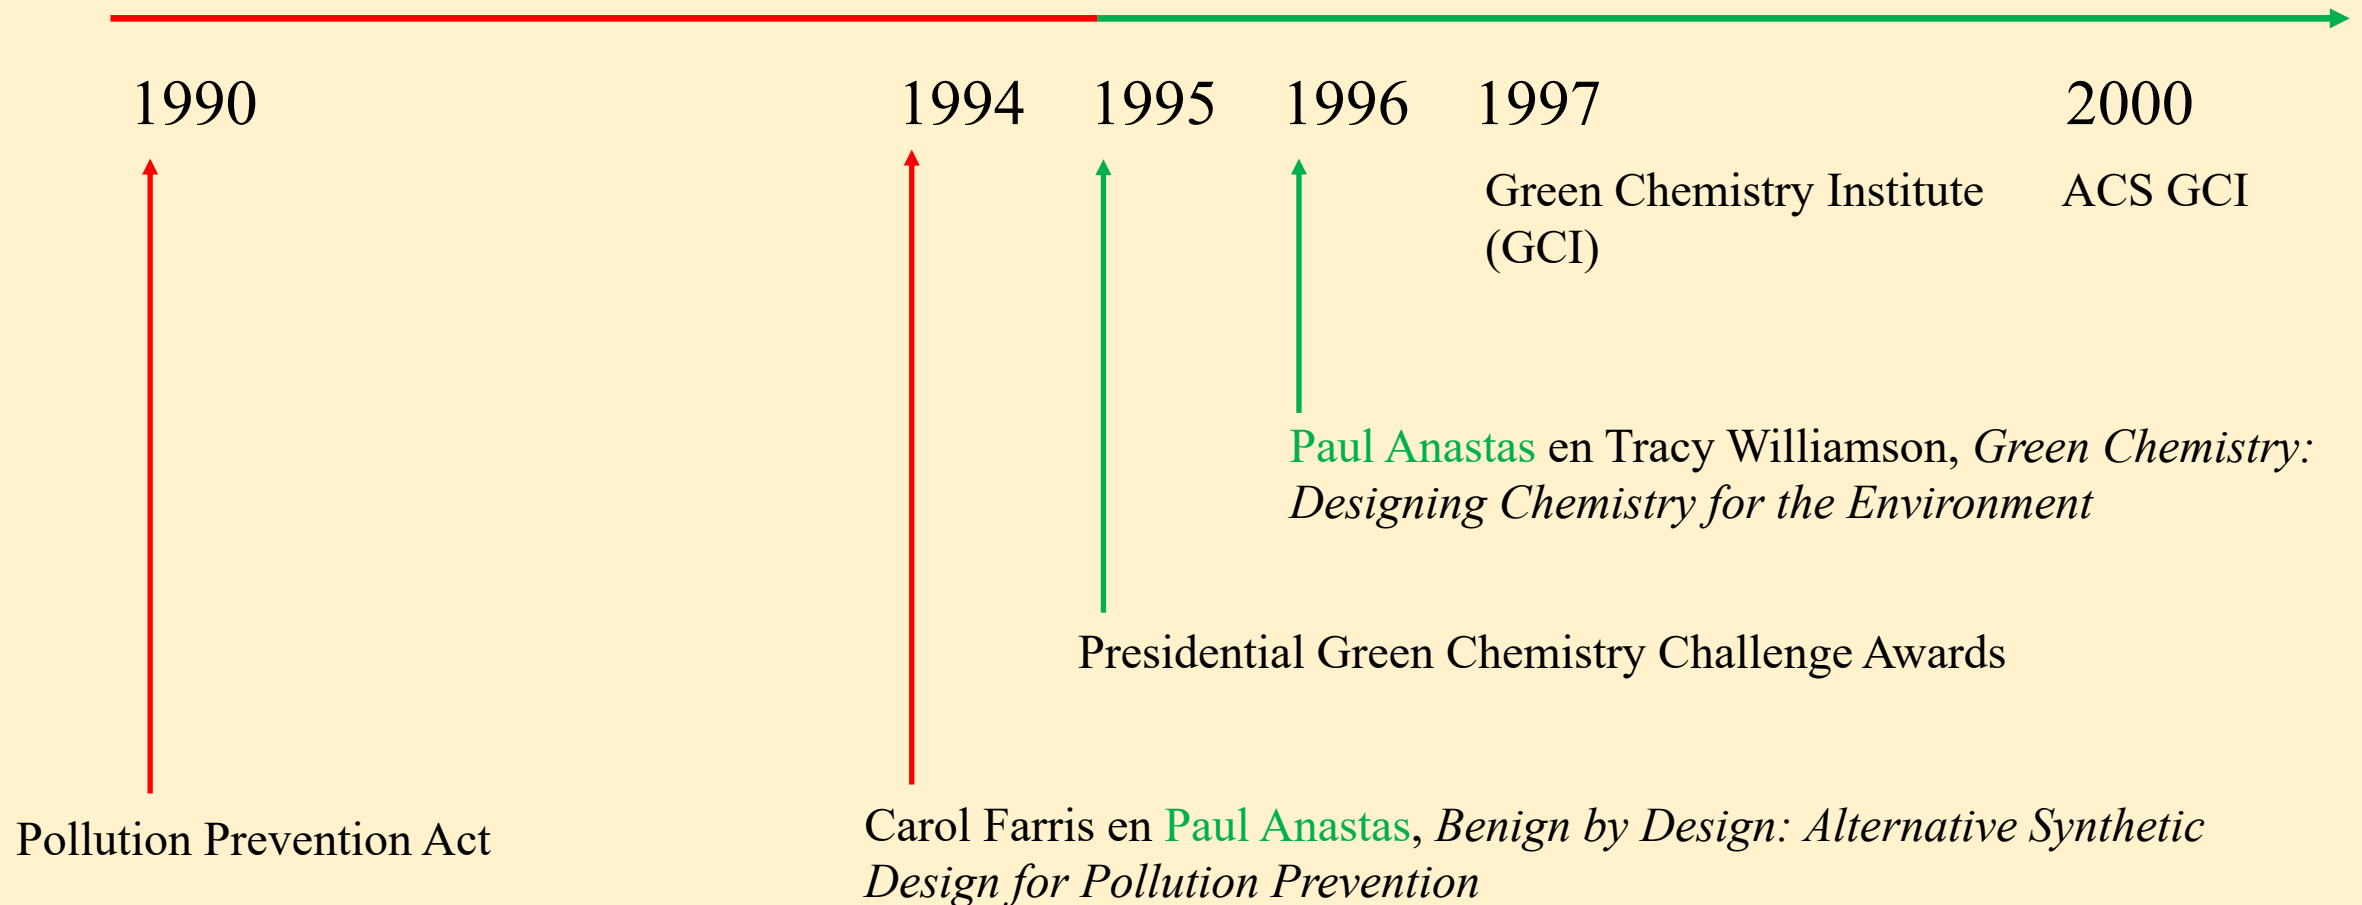 1990 1994 1995 1996 1997 2000
Green Chemistry Institute
(GCI)
ACS GCI
Paul Anastas en Tracy Williamson, Green Chemistry:
Designing Chemistry for the Environment
Presidential Green Chemistry Challenge Awards
Pollution Prevention Act
Carol Farris en Paul Anastas, Benign by Design: Alternative Synthetic
Design for Pollution Prevention